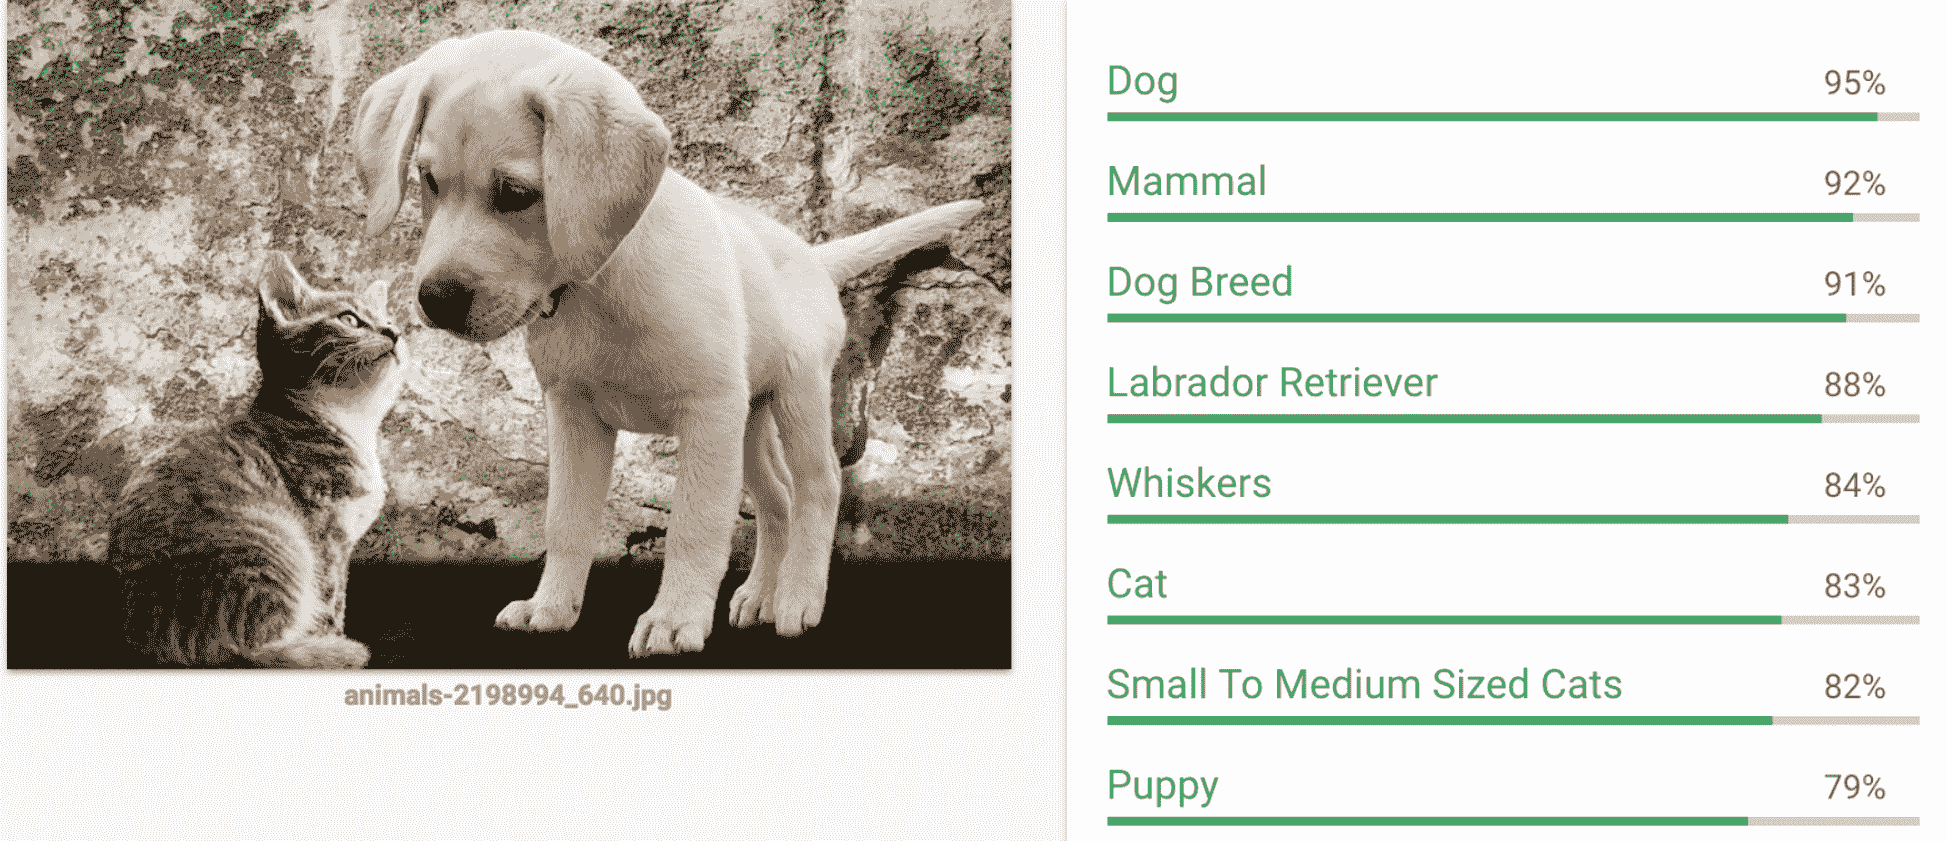 animals-2198994_640.jpg
Dog 95%
Mammal 92%
Dog Breed 91%
Labrador Retriever 88%
Whiskers 84%
Cat 83%
Small To Medium Sized Cats 82%
Puppy 79%